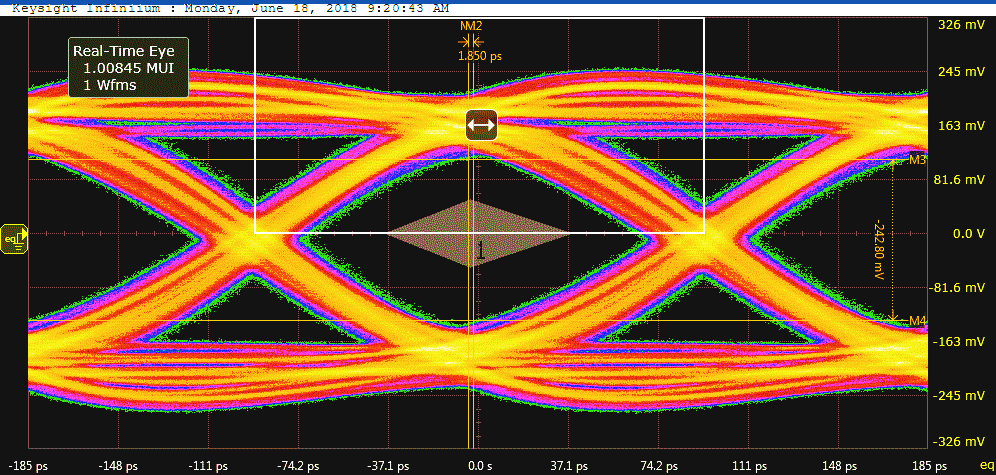 Keysight Infiniium : Monday, June 18, 2018 9:20:43 AM
NM2
326 mV
Real-Time Eye
1.00845 MUI
1 Wfms
1.850 ps
245 mV
163 mV
M3
81.6 mV
eq
0.0 V
1
-242.80 mV
-81.6 mV
M4
-163 mV
-245 mV
-326 mV
-185 ps -148 ps -111 ps -74.2 ps -37.1 ps 0.0 s 37.1 ps 74.2 ps 111 ps 148 ps 185 ps eq